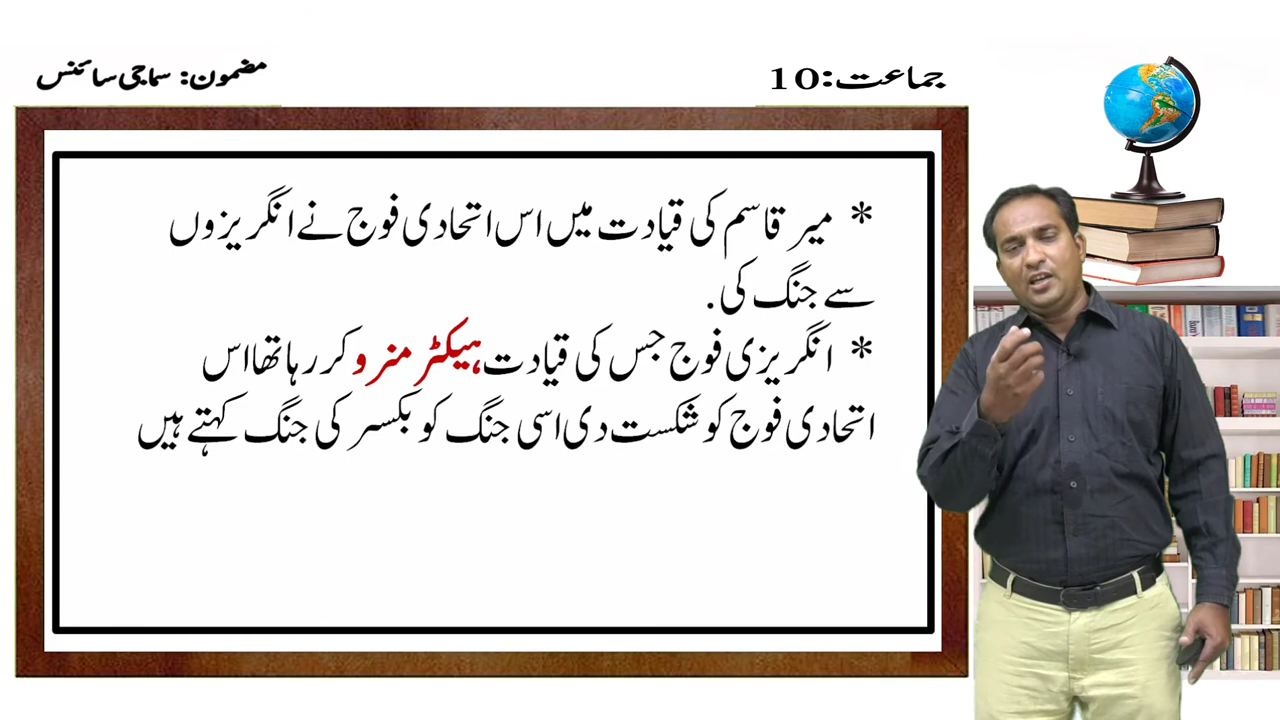 جماعت:10
مضمون: سماجی سائنس
* میر قاسم کی قیادت میں اس اتحادی فوج نے انگریزوں
سے جنگ کی.
* انگریزی فوج جس کی قیادت ہیکٹر منرو کر رہا تھا اس
اتحادی فوج کو شکست دی اسی جنگ کو بکسر کی جنگ کہتے ہیں